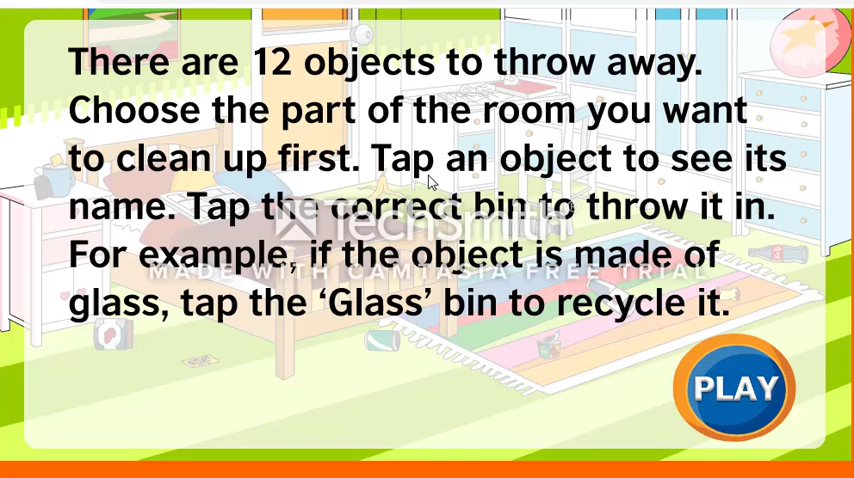 There are 12 objects to throw away.
Choose the part of the room you want
to clean up first. Tap an object to see its
name. Tap the correct bin to throw it in.
TechSmith
For example, if the object is made of
MADE WITH CAMTASIA FREE TRIAL
glass, tap the ‘Glass’ bin to recycle it.
PLAY